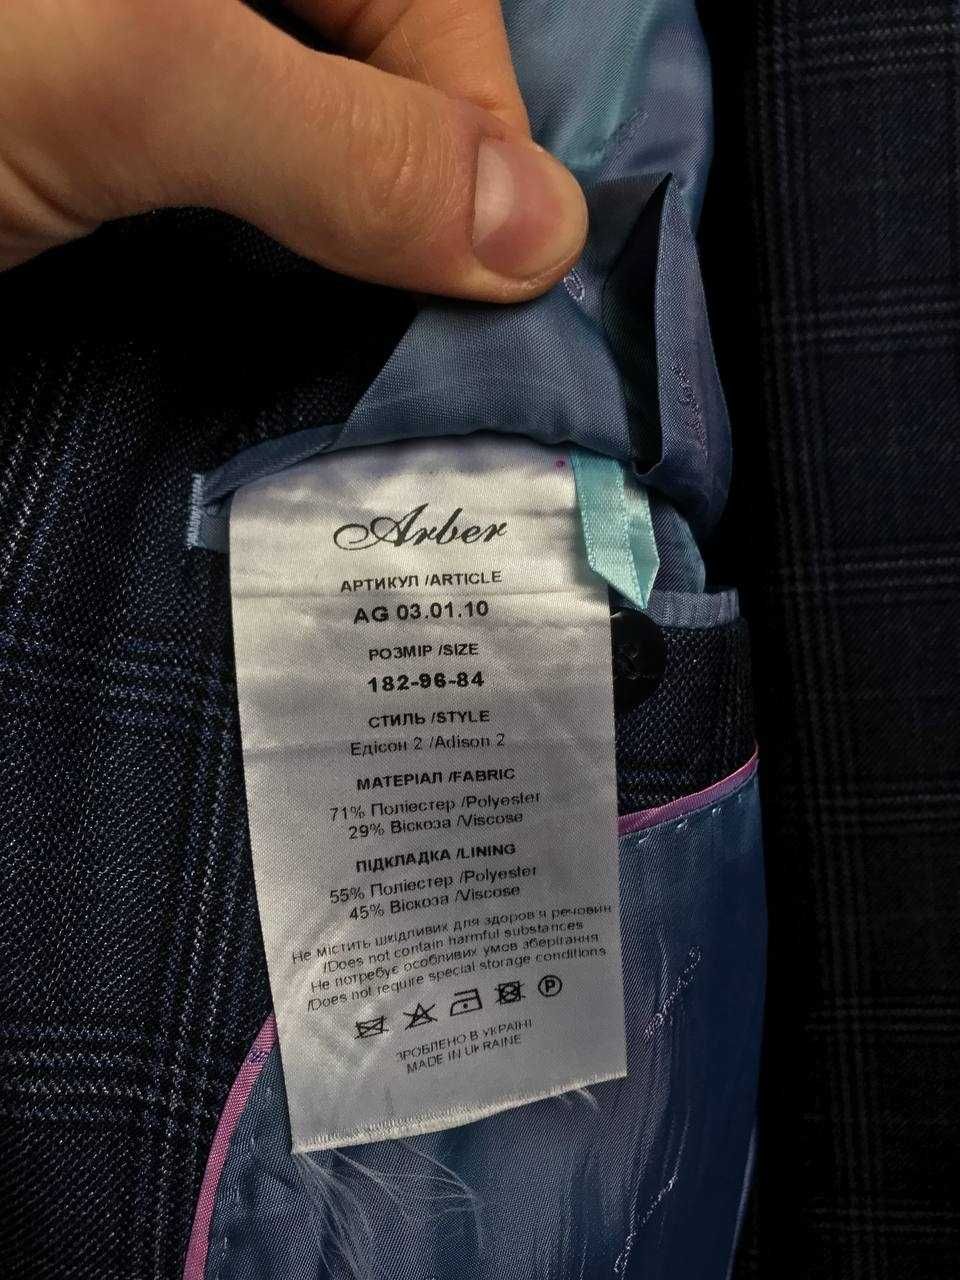 Arber
АРТИКУЛ /ARTICLE
AG 03.01.10
РОЗМІР /SIZE
182-96-84
СТИЛЬ /STYLE
Едісон 2 /Adison 2
МАТЕРІАЛ /FABRIC
71% Поліестер /Polyester
29% Віскоза /Viscose
ПІДКЛАДКА /LINING
55% Поліестер /Polyester
45% Віскоза /Viscose
Не містить шкідливих для здоров'я речовин
/Does not contain harmful substances
Не потребує особливих умов зберігання
/Does not require special storage conditions
P
ЗРОБЛЕНО В УКРАЇНІ
MADE IN UKRAINE